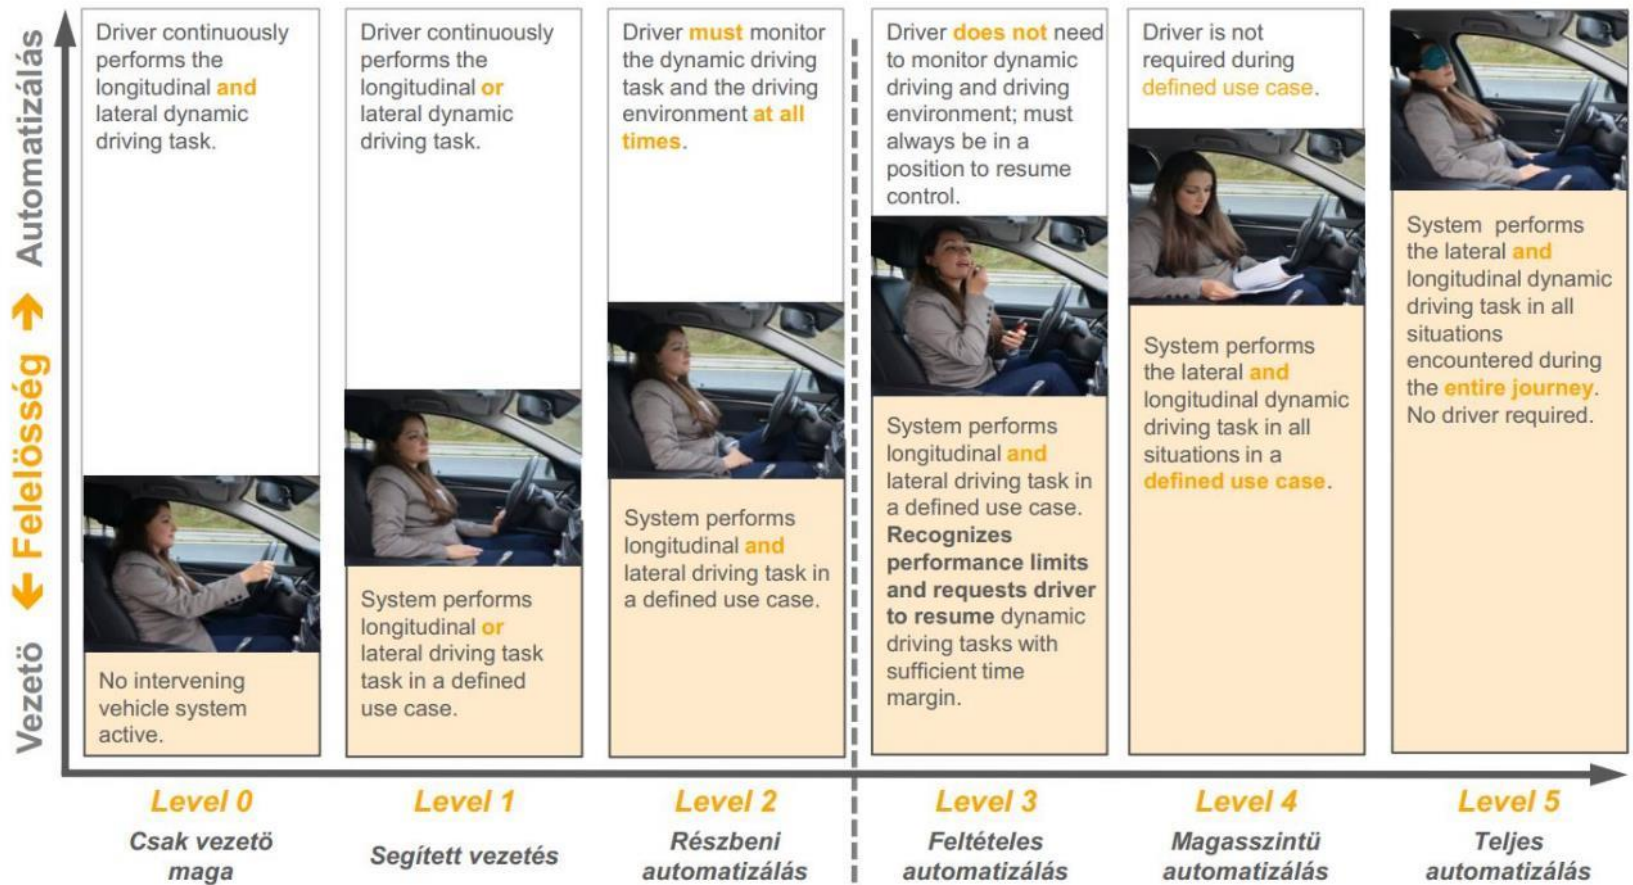 Automatizálás
← Felelösség →
Vezetö
Driver continuously
performs the
longitudinal and
lateral dynamic
driving task.
No intervening
vehicle system
active.
Driver continuously
performs the
longitudinal or
lateral dynamic
driving task.
System performs
longitudinal or
lateral driving task
task in a defined
use case.
Driver must monitor
the dynamic driving
task and the driving
environment at all
times.
System performs
longitudinal and
lateral driving task in
a defined use case.
Driver does not need
to monitor dynamic
driving and driving
environment; must
always be in a
position to resume
control.
System performs
longitudinal and
lateral driving task in
a defined use case.
Recognizes
performance limits
and requests driver
to resume dynamic
driving tasks with
sufficient time
margin.
Driver is not
required during
defined use case.
System performs
the lateral and
longitudinal dynamic
driving task in all
situations in a
defined use case.
System performs
the lateral and
longitudinal dynamic
driving task in all
situations
encountered during
the entire journey.
No driver required.
Level 0
Csak vezetö
maga
Level 1
Segített vezetés
Level 2
Részbeni
automatizálás
Level 3
Feltételes
automatizálás
Level 4
Magasszintü
automatizálás
Level 5
Teljes
automatizálás